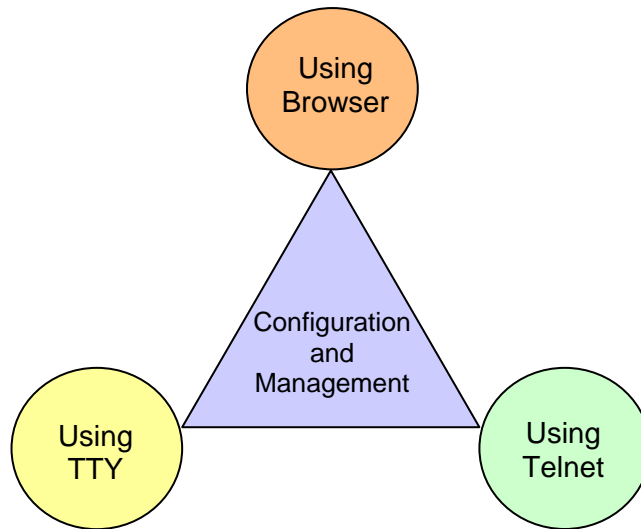 Using
Browser
Configuration
and
Management
Using
TTY
Using
Telnet